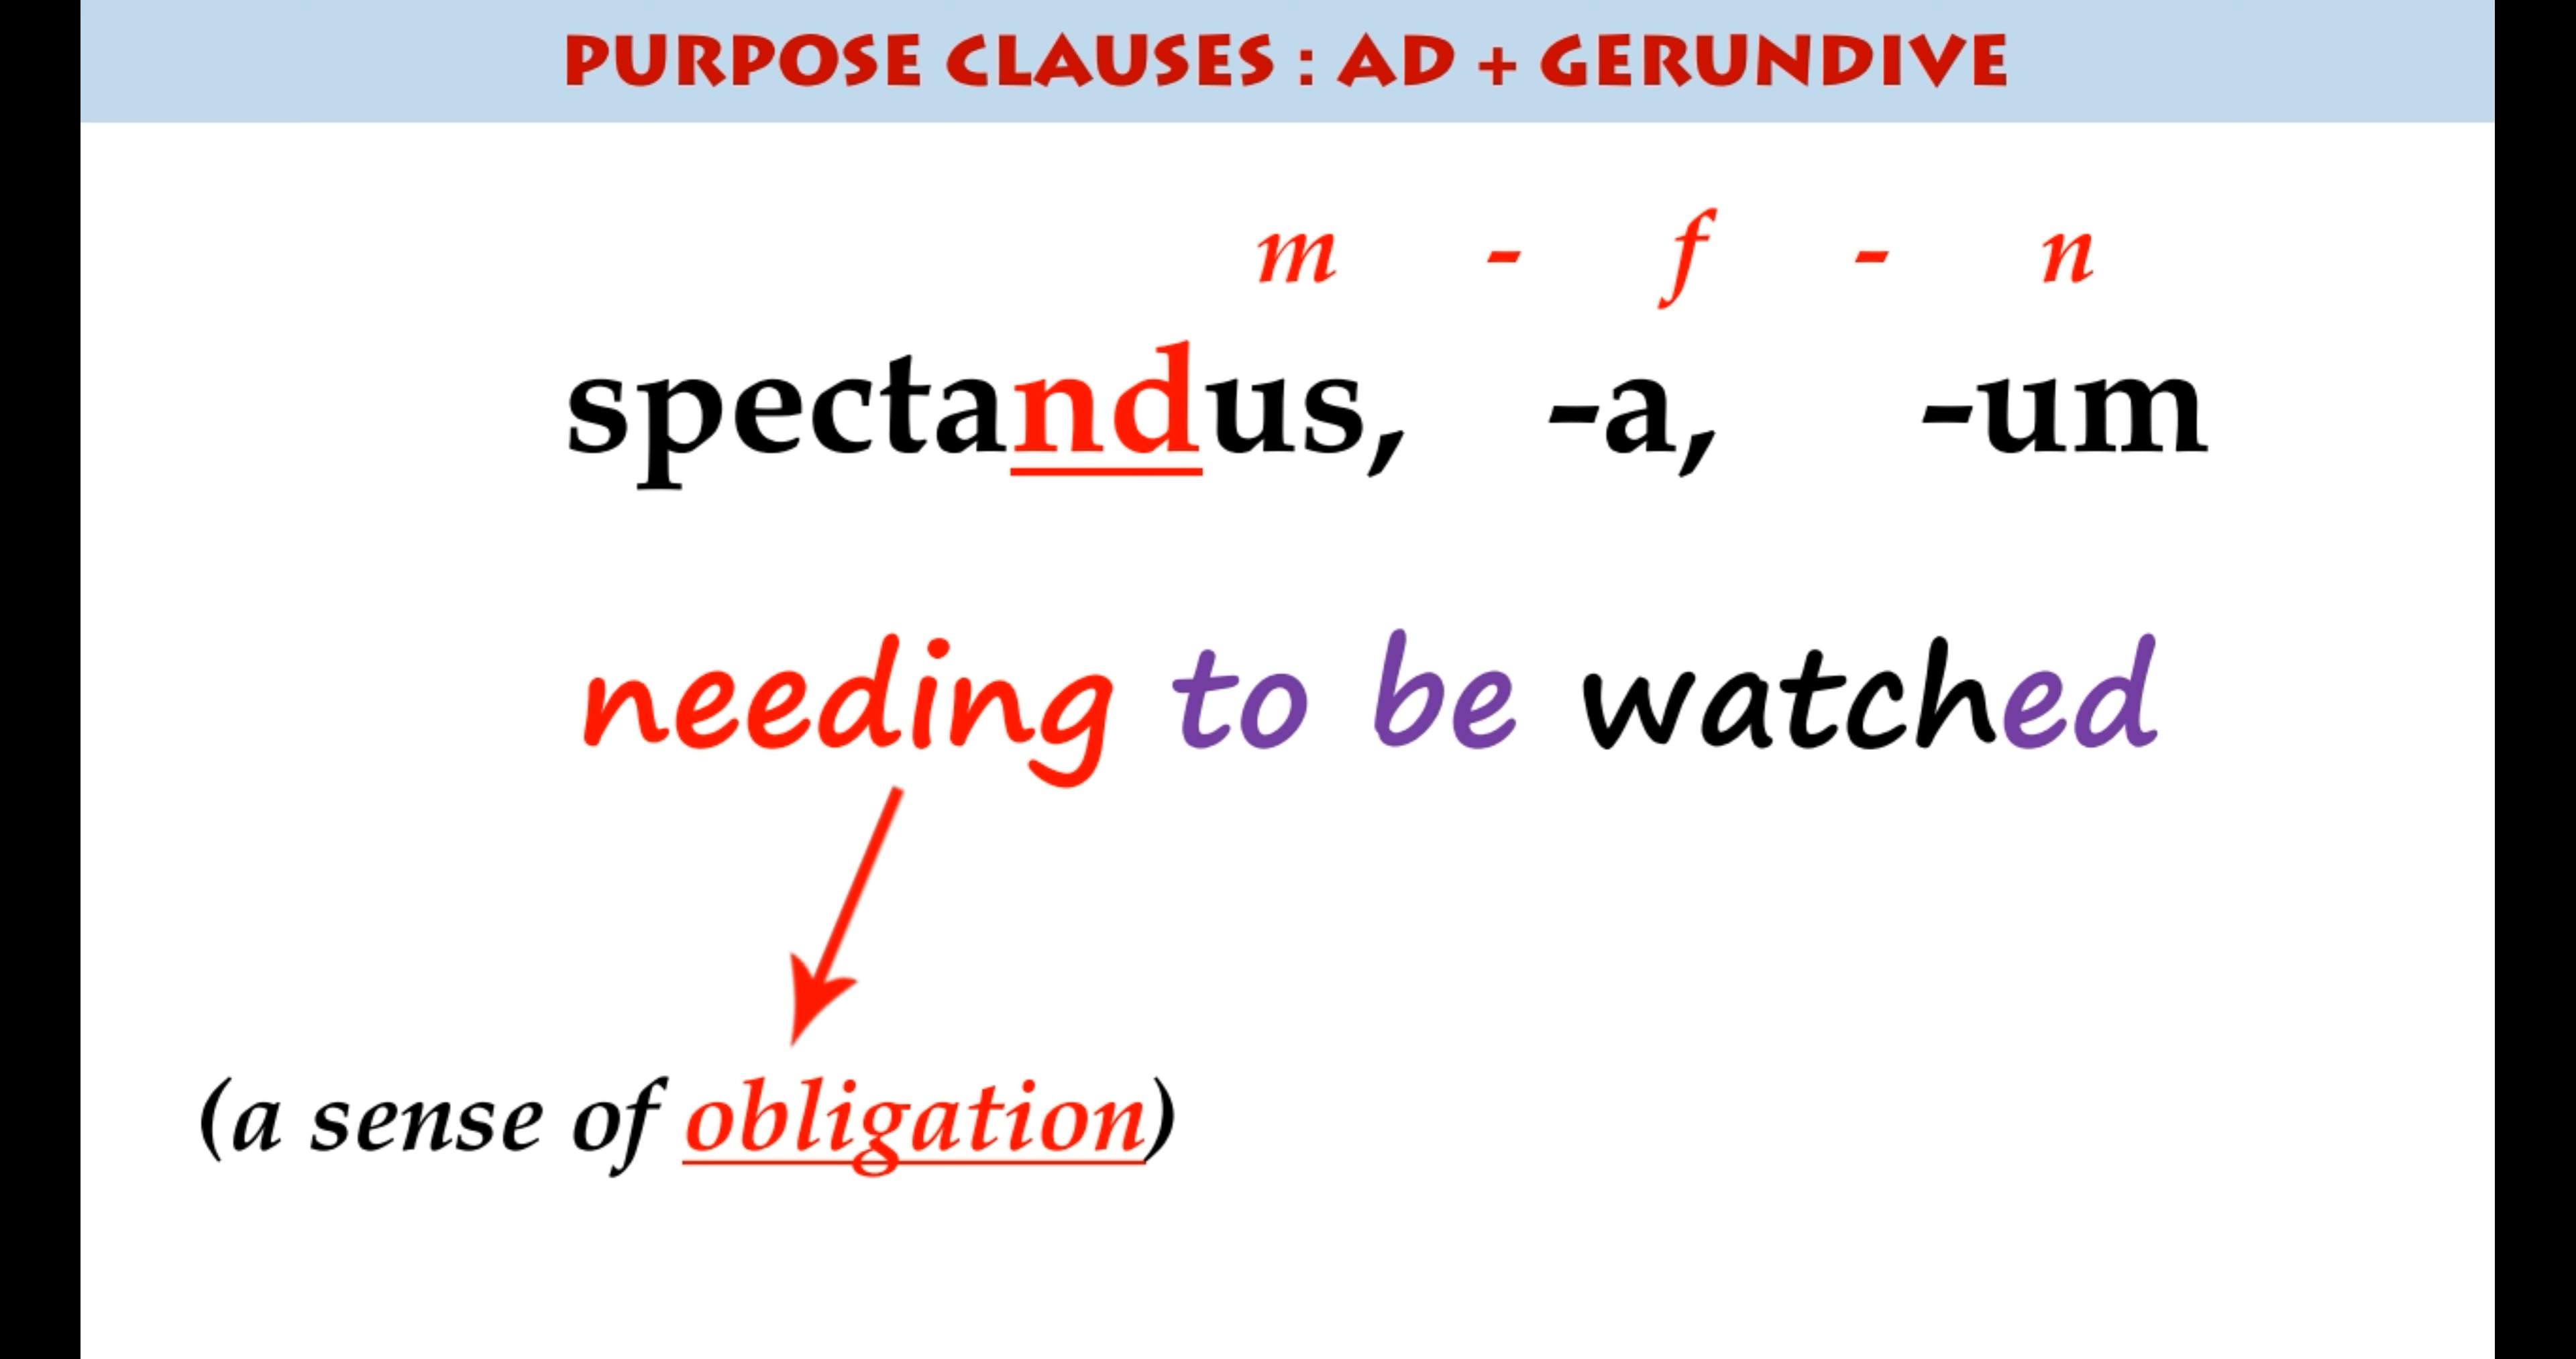 PURPOSE CLAUSES : AD + GERUNDIVE
m - f - n
spectandus, -a, -um
needing to be watched
(a sense of obligation)